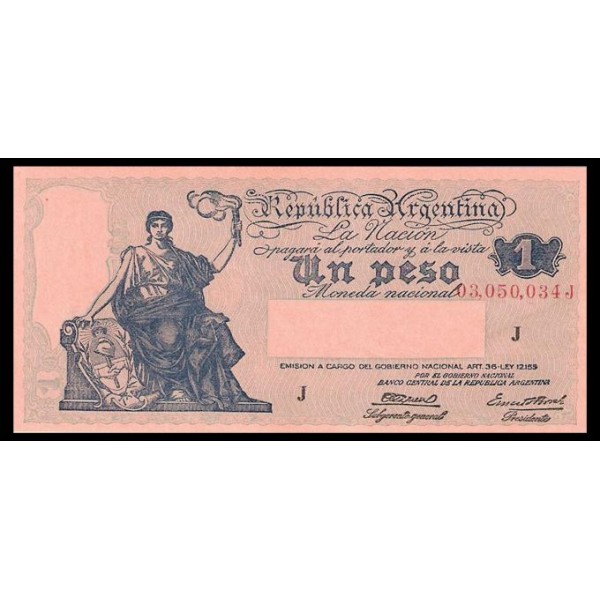 República Argentina
La Nación
pagará al portador y á la vista
Un peso
1
Moneda nacional
03,050,034 J
J
EMISION A CARGO DEL GOBIERNO NACIONAL ART. 36-LEY 12155
POR EL GOBIERNO NACIONAL
BANCO CENTRAL DE LA REPUBLICA ARGENTINA
J
Subgerente general
Presidente
1